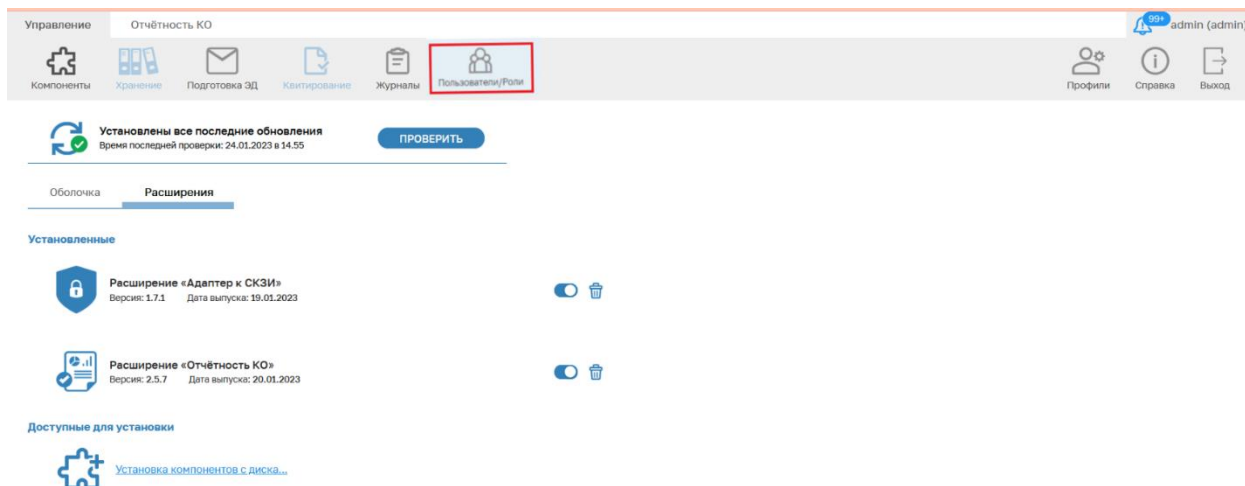 Управление Отчётность КО 99+ admin (admin)
Компоненты Хранение Подготовка ЭД Квитирование Журналы Пользователи/Роли Профили Справка Выход
Установлены все последние обновления
Время последней проверки: 24.01.2023 в 14.55
ПРОВЕРИТЬ
Оболочка Расширения
Установленные
Расширение «Адаптер к СКЗИ»
Версия: 1.7.1 Дата выпуска: 19.01.2023
Расширение «Отчётность КО»
Версия: 2.5.7 Дата выпуска: 20.01.2023
Доступные для установки
Установка компонентов с диска...